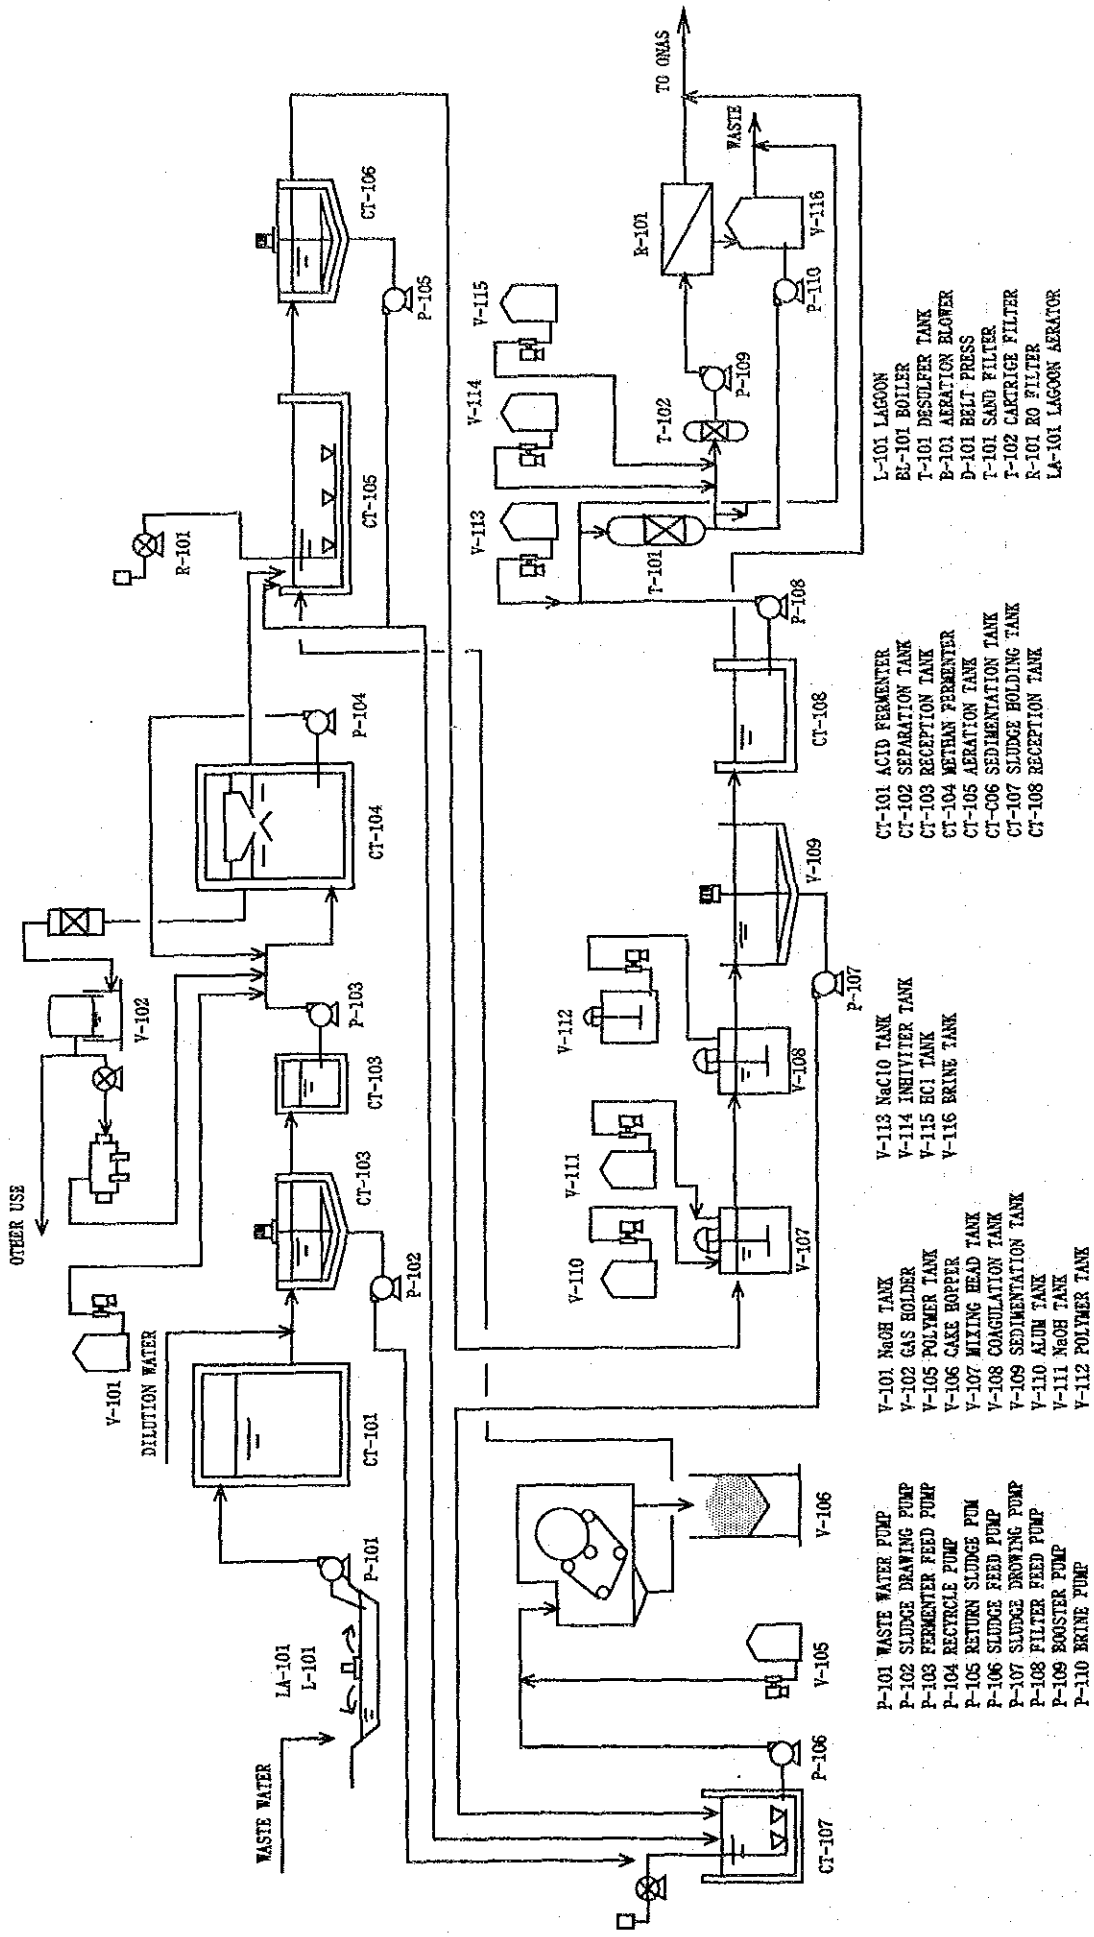 OTHER USE
V-101
V-102
DILUTION WATER
P-103
P-104
CT-101
CT-103
CT-103
CT-104
R-101
CT-105
CT-106
P-105
WASTE WATER
LA-101
L-101
P-101
P-102
V-110
V-111
V-112
V-107
V-108
V-109
P-107
CT-108
P-108
V-113
V-114
V-115
T-101
T-102
P-109
R-101
TO ONAS
WASTE
V-116
P-110
CT-107
P-106
V-105
V-106
P-101 WASTE WATER PUMP
P-102 SLUDGE DRAWING PUMP
P-103 FERMENTER FEED PUMP
P-104 RECYRCLE PUMP
P-105 RETURN SLUDGE PUM
P-106 SLUDGE FEED PUMP
P-107 SLUDGE DROWING PUMP
P-108 FILTER FEED PUMP
P-109 BOOSTER PUMP
P-110 BRINE PUMP
V-101 NaOH TANK
V-102 GAS HOLDER
V-105 POLYMER TANK
V-106 CAKE HOPPER
V-107 MIXING HEAD TANK
V-108 COAGULATION TANK
V-109 SEDIMENTATION TANK
V-110 ALUM TANK
V-111 NaOH TANK
V-112 POLYMER TANK
V-113 NaClO TANK
V-114 INHIVITER TANK
V-115 HCl TANK
V-116 BRINE TANK
CT-101 ACID FERMENTER
CT-102 SEPARATION TANK
CT-103 RECEPTION TANK
CT-104 METHAN FERMENTER
CT-105 AERATION TANK
CT-C06 SEDIMENTATION TANK
CT-107 SLUDGE HOLDING TANK
CT-108 RECEPTION TANK
L-101 LAGOON
BL-101 BOILER
T-101 DESULFER TANK
B-101 AERATION BLOWER
D-101 BELT PRESS
T-101 SAND FILTER
T-102 CARTRIGE FILTER
R-101 RO FILTER
LA-101 LAGOON AERATOR